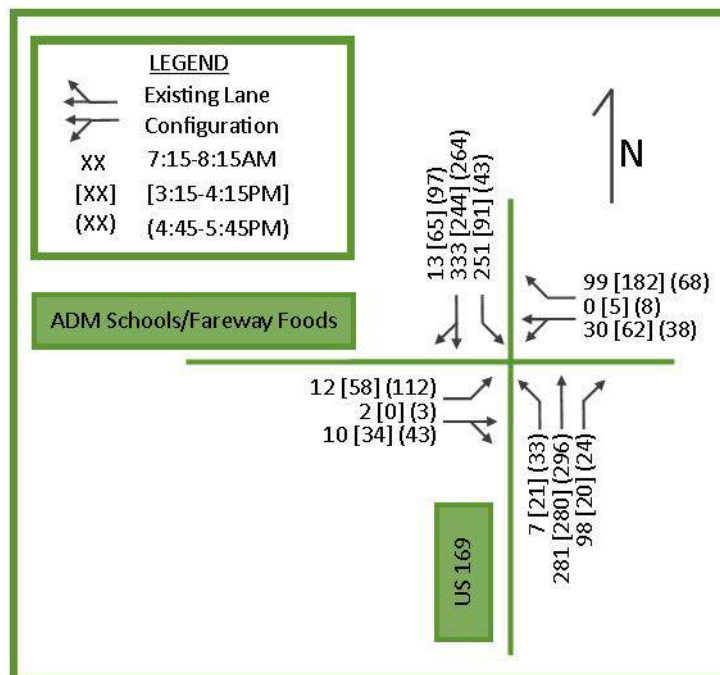 LEGEND
Existing Lane
Configuration
XX 7:15-8:15AM
[XX] [3:15-4:15PM]
(XX) (4:45-5:45PM)
N
13 [65] (97)
333 [244] (264)
251 [91] (43)
99 [182] (68)
0 [5] (8)
30 [62] (38)
ADM Schools/Fareway Foods
12 [58] (112)
2 [0] (3)
10 [34] (43)
7 [21] (33)
281 [280] (296)
98 [20] (24)
US 169